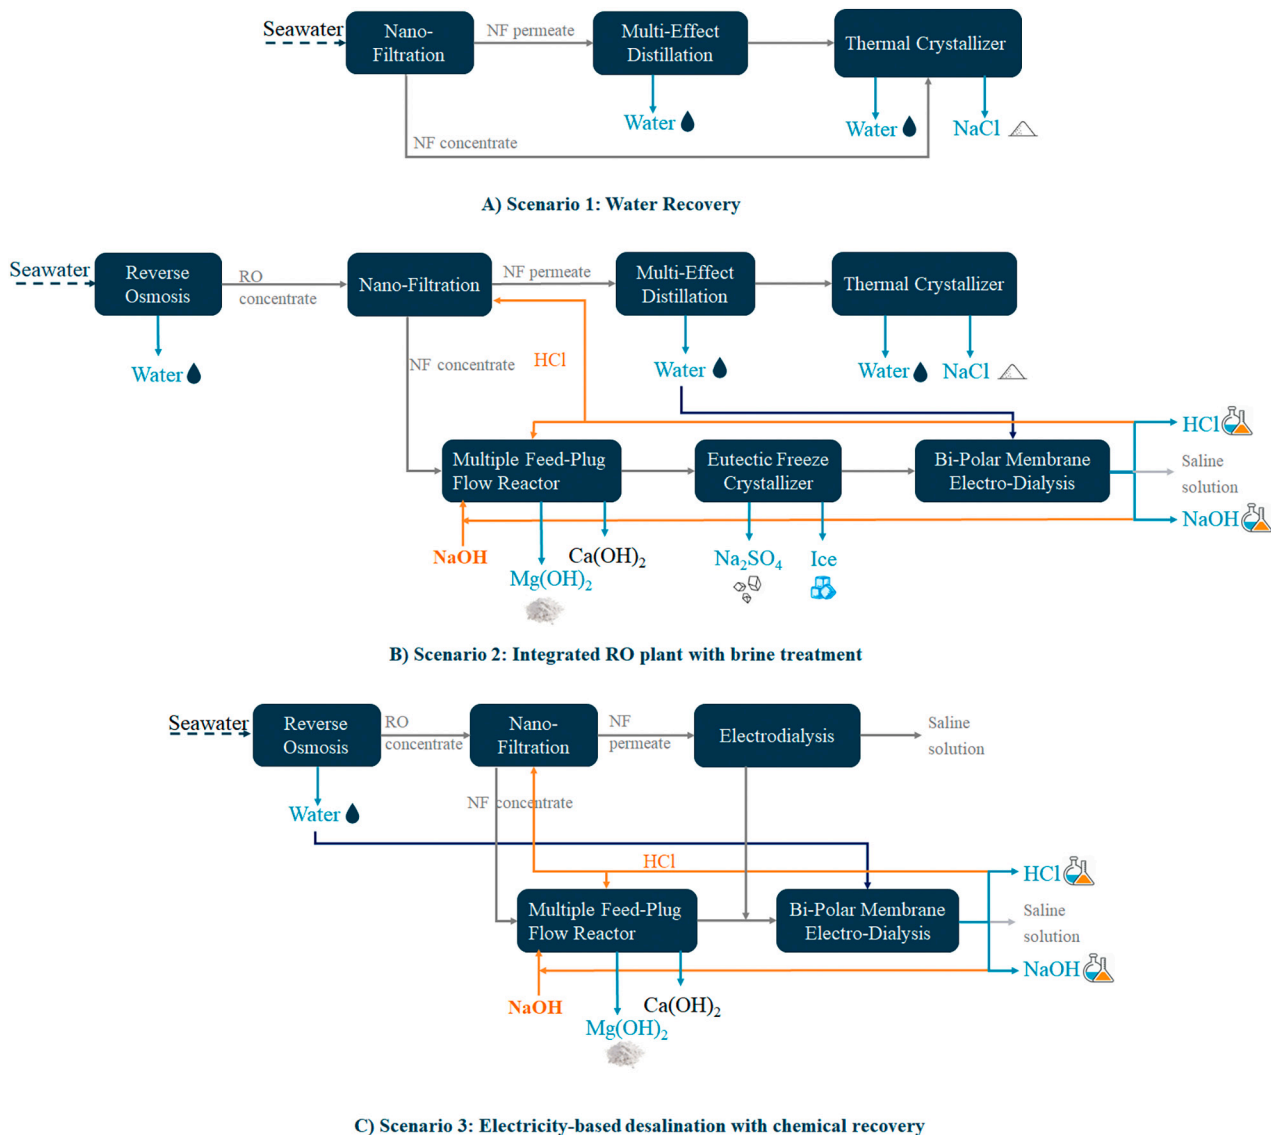 Seawater
Nano-
Filtration
NF permeate
Multi-Effect
Distillation
Thermal Crystallizer
Water
Water
NaCl
NF concentrate
A) Scenario 1: Water Recovery
Seawater
Reverse
Osmosis
RO
concentrate
Nano-Filtration
NF permeate
Multi-Effect
Distillation
Thermal Crystallizer
Water
NF concentrate
HCl
Water
Water
NaCl
HCl
Multiple Feed-Plug
Flow Reactor
Eutectic Freeze
Crystallizer
Bi-Polar Membrane
Electro-Dialysis
Saline
solution
NaOH
NaOH
Ca(OH)2
Mg(OH)2
Na2SO4
Ice
B) Scenario 2: Integrated RO plant with brine treatment
Seawater
Reverse
Osmosis
RO
concentrate
Nano-
Filtration
NF
permeate
Electrodialysis
Saline
solution
Water
NF concentrate
HCl
HCl
Multiple Feed-Plug
Flow Reactor
Bi-Polar Membrane
Electro-Dialysis
Saline
solution
NaOH
NaOH
Ca(OH)2
Mg(OH)2
C) Scenario 3: Electricity-based desalination with chemical recovery